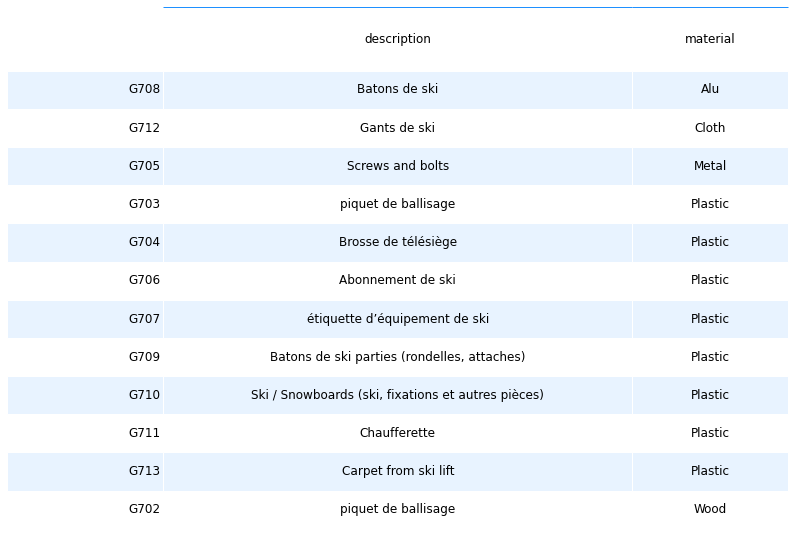 description material
G708 Batons de ski Alu
G712 Gants de ski Cloth
G705 Screws and bolts Metal
G703 piquet de ballisage Plastic
G704 Brosse de télésiège Plastic
G706 Abonnement de ski Plastic
G707 étiquette d’équipement de ski Plastic
G709 Batons de ski parties (rondelles, attaches) Plastic
G710 Ski / Snowboards (ski, fixations et autres pièces) Plastic
G711 Chaufferette Plastic
G713 Carpet from ski lift Plastic
G702 piquet de ballisage Wood